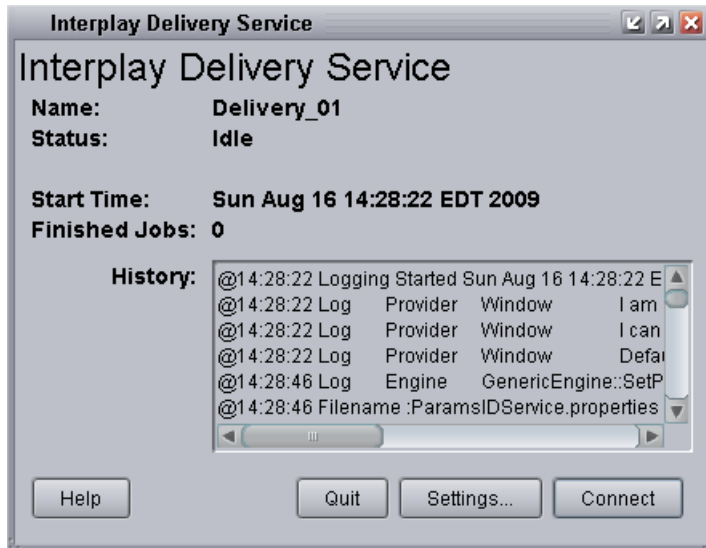 Interplay Delivery Service
Interplay Delivery Service
Name: Delivery_01
Status: Idle
Start Time: Sun Aug 16 14:28:22 EDT 2009
Finished Jobs: 0
History:
@14:28:22 Logging Started Sun Aug 16 14:28:22 E
@14:28:22 Log Provider Window I am
@14:28:22 Log Provider Window I can
@14:28:22 Log Provider Window Defau
@14:28:46 Log Engine GenericEngine::SetP
@14:28:46 Filename :ParamsIDService.properties
Help Quit Settings... Connect